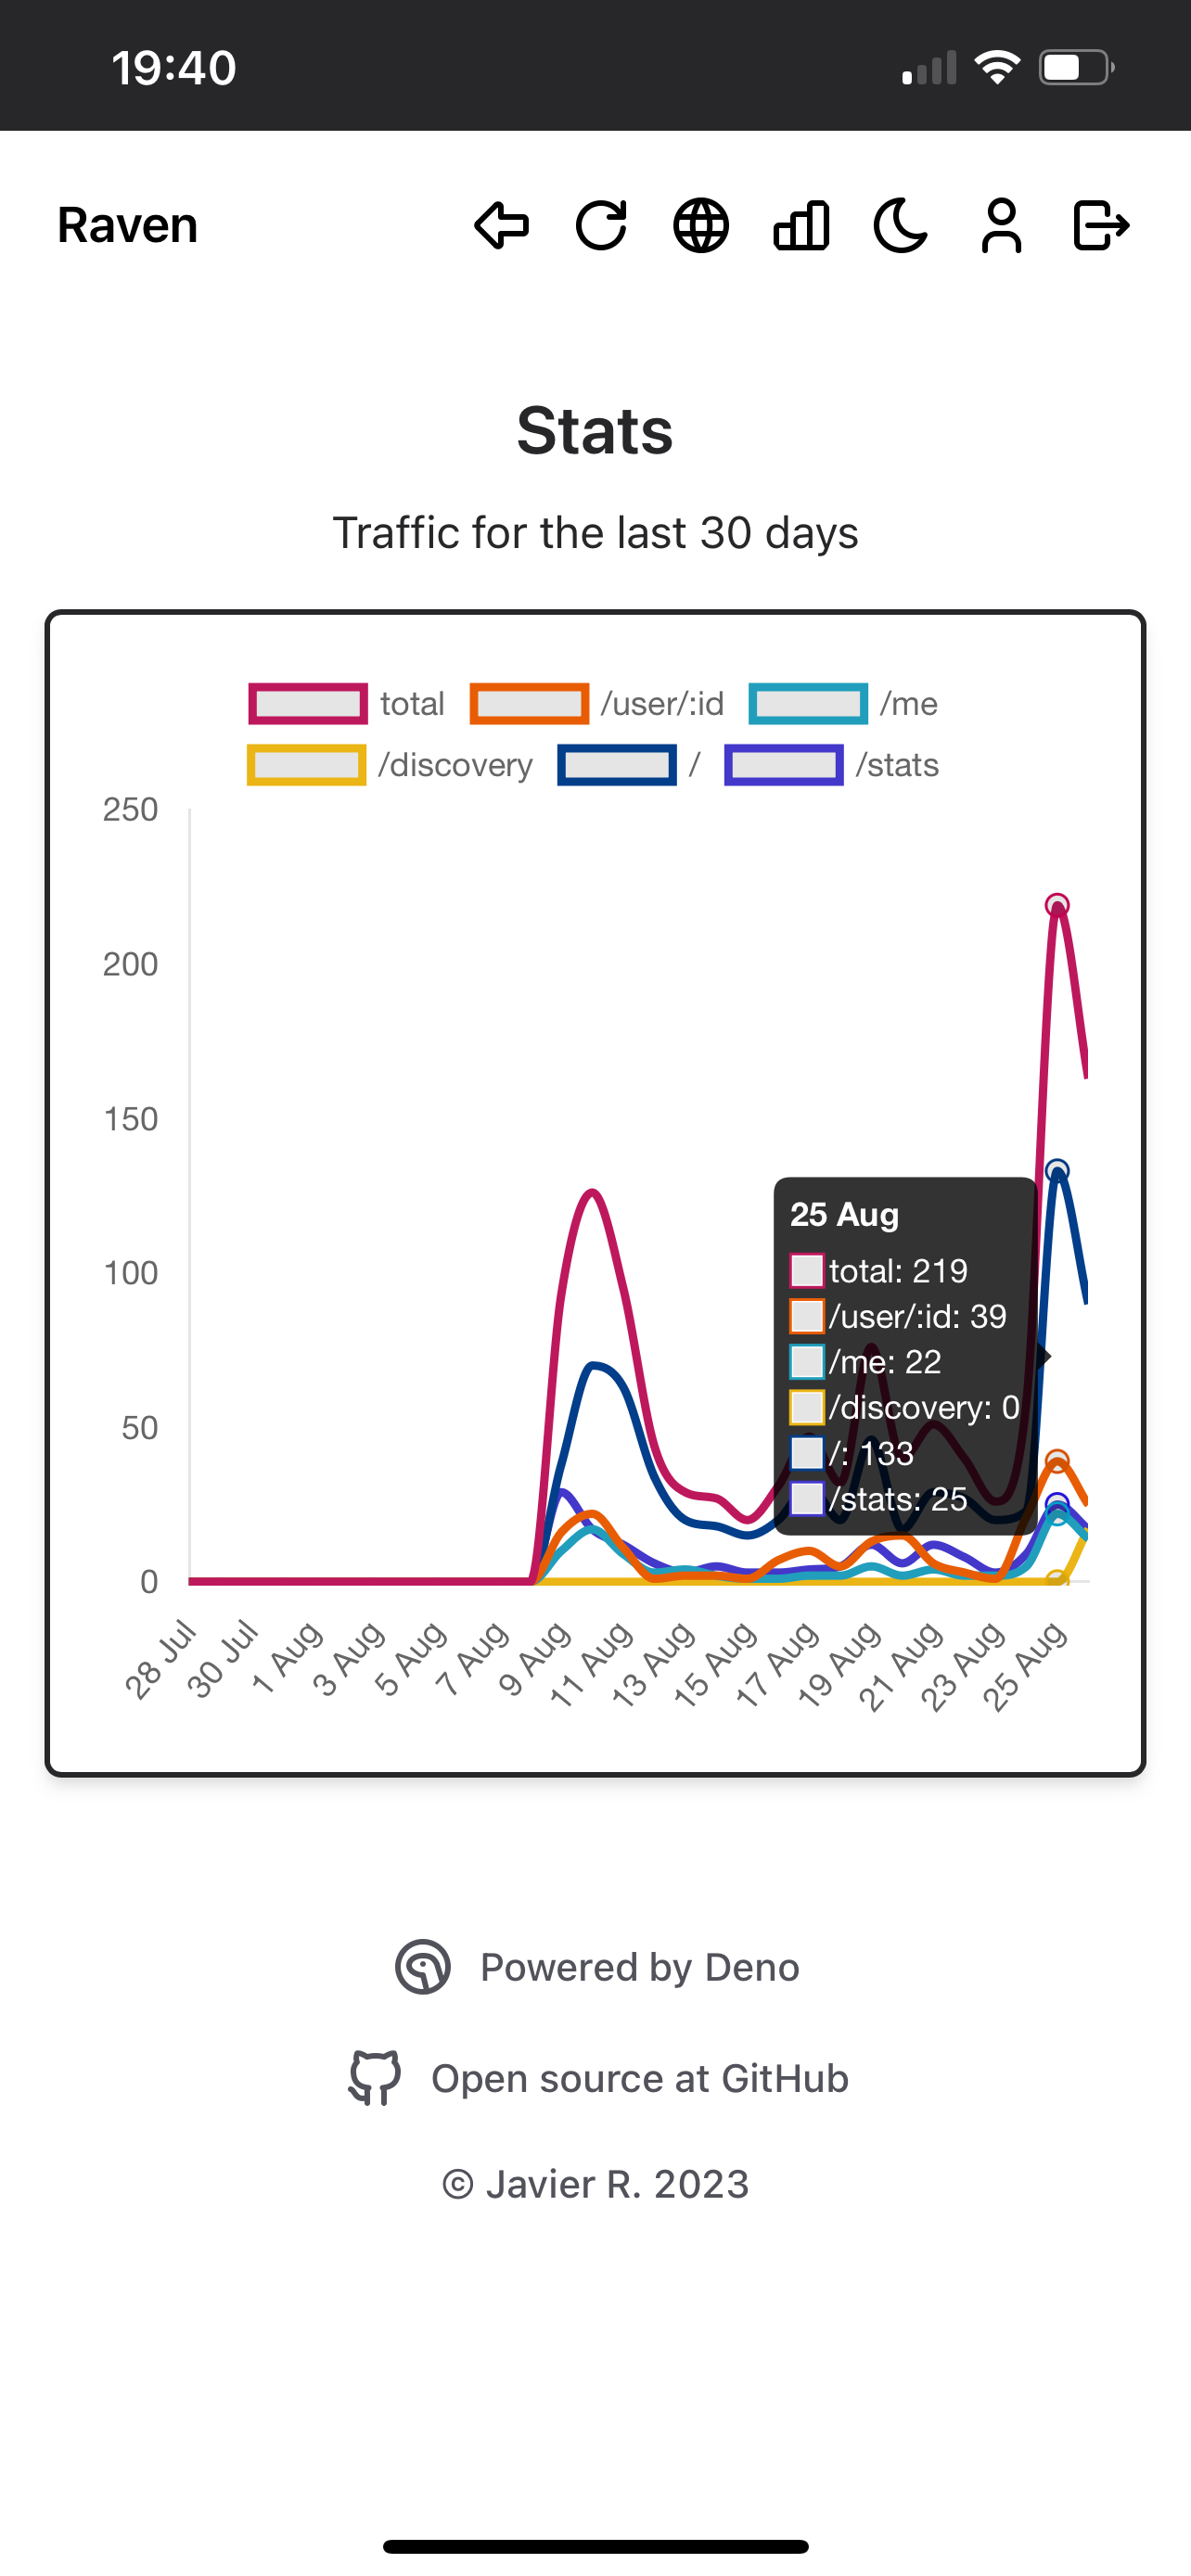 19:40
Raven
Stats
Traffic for the last 30 days
total /user/:id /me
/discovery / /stats
250
200
150
100
50
0
25 Aug
total: 219
/user/:id: 39
/me: 22
/discovery: 0
/: 133
/stats: 25
28 Jul 30 Jul 1 Aug 3 Aug 5 Aug 7 Aug 9 Aug 11 Aug 13 Aug 15 Aug 17 Aug 19 Aug 21 Aug 23 Aug 25 Aug
Powered by Deno
Open source at GitHub
© Javier R. 2023